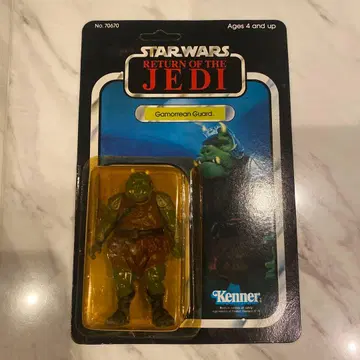 No. 70670
Ages 4 and up
STAR WARS
RETURN OF THE
JEDI
Gamorrean Guard
Kenner